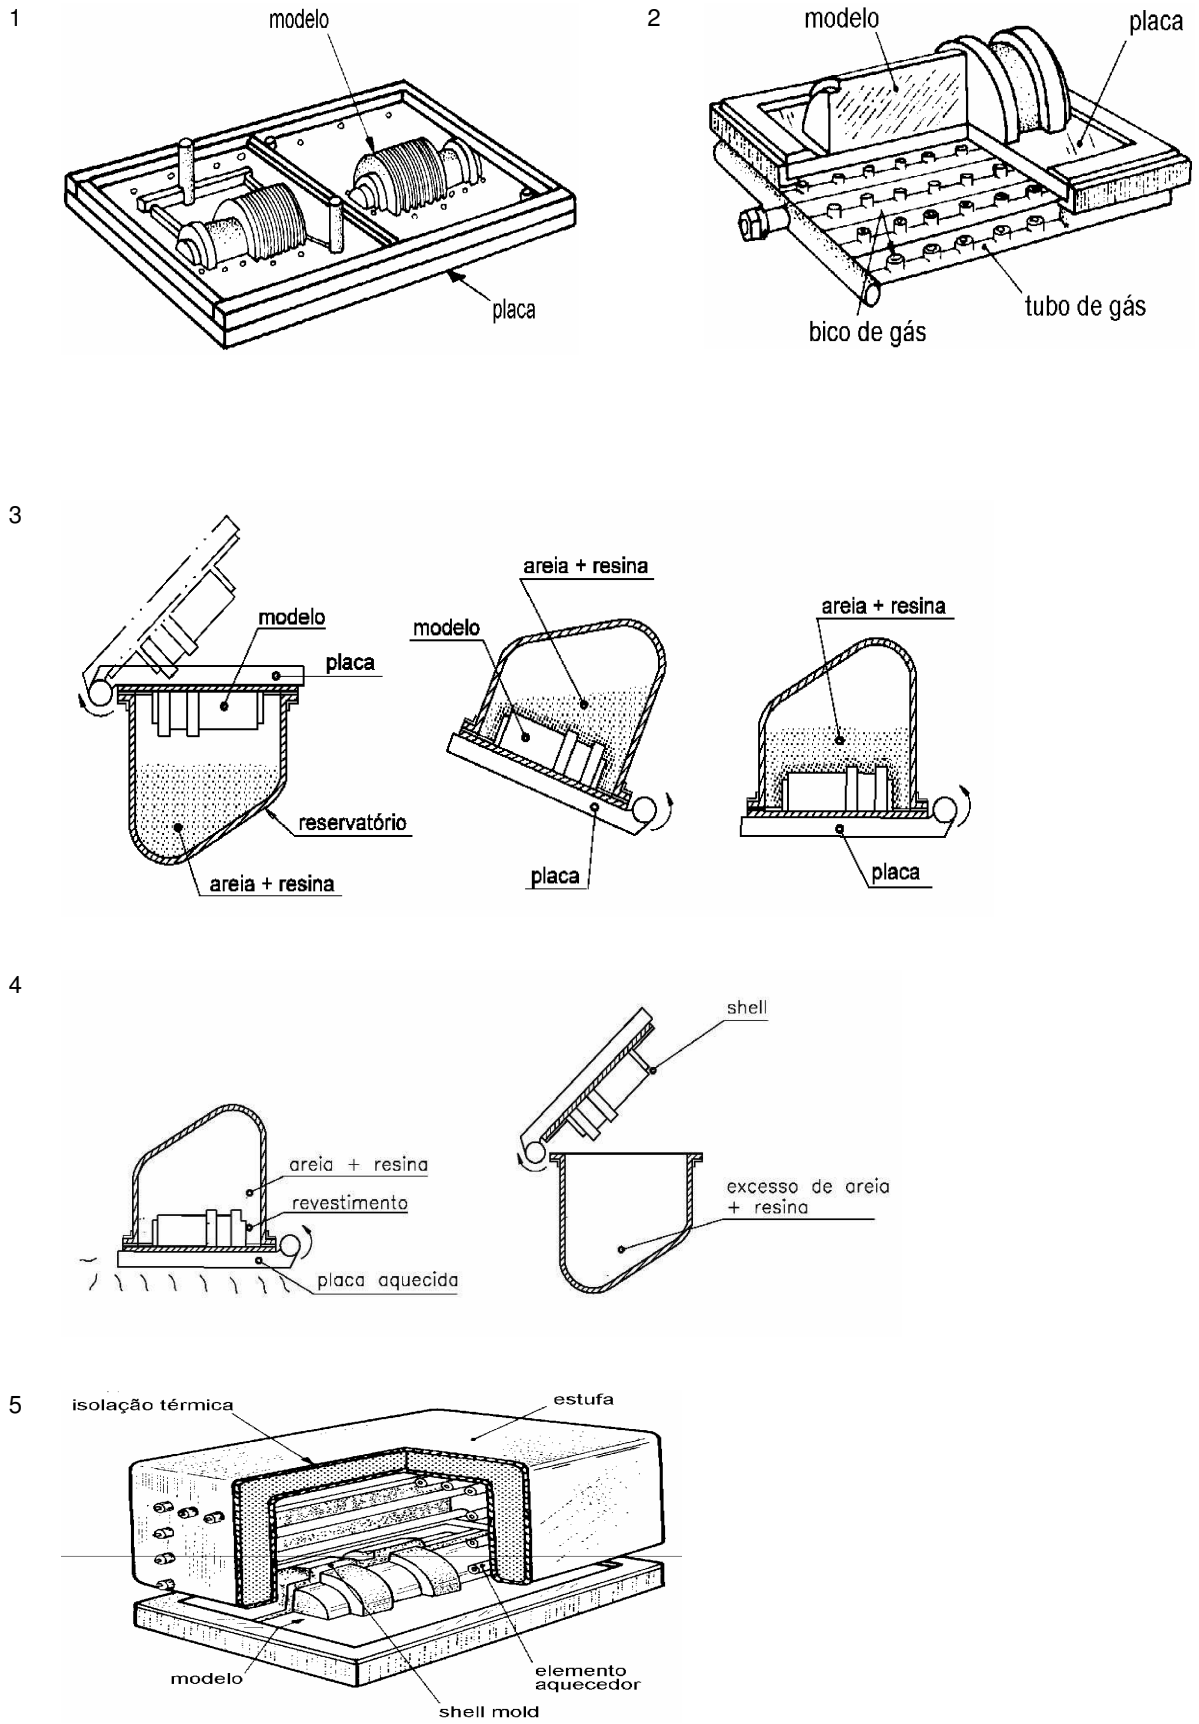 1
modelo
placa
2
modelo
placa
bico de gás
tubo de gás
3
modelo
placa
reservatório
areia + resina
areia + resina
modelo
placa
areia + resina
placa
4
areia + resina
revestimento
placa aquecida
shell
excesso de areia
+ resina
5
isolação térmica
estufa
modelo
elemento
aquecedor
shell mold